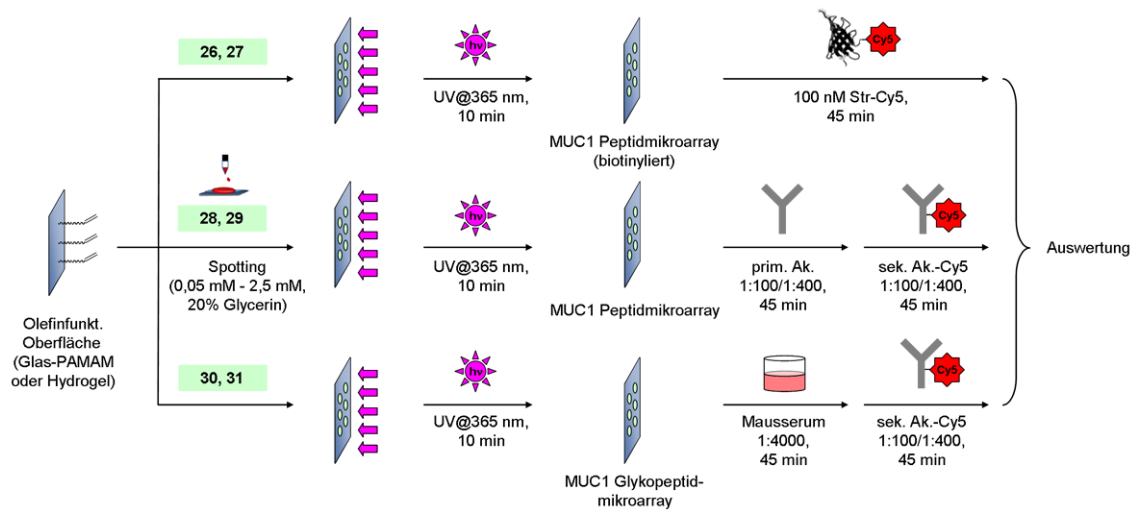 26, 27
hν
UV@365 nm,
10 min
MUC1 Peptidmikroarray
(biotinyliert)
Cy5
100 nM Str-Cy5,
45 min
Olefinfunkt.
Oberfläche
(Glas-PAMAM
oder Hydrogel)
28, 29
Spotting
(0,05 mM - 2,5 mM,
20% Glycerin)
hν
UV@365 nm,
10 min
MUC1 Peptidmikroarray
prim. Ak.
1:100/1:400,
45 min
Cy5
sek. Ak.-Cy5
1:100/1:400,
45 min
Auswertung
30, 31
hν
UV@365 nm,
10 min
MUC1 Glykopeptid-
mikroarray
Mausserum
1:4000,
45 min
Cy5
sek. Ak.-Cy5
1:100/1:400,
45 min